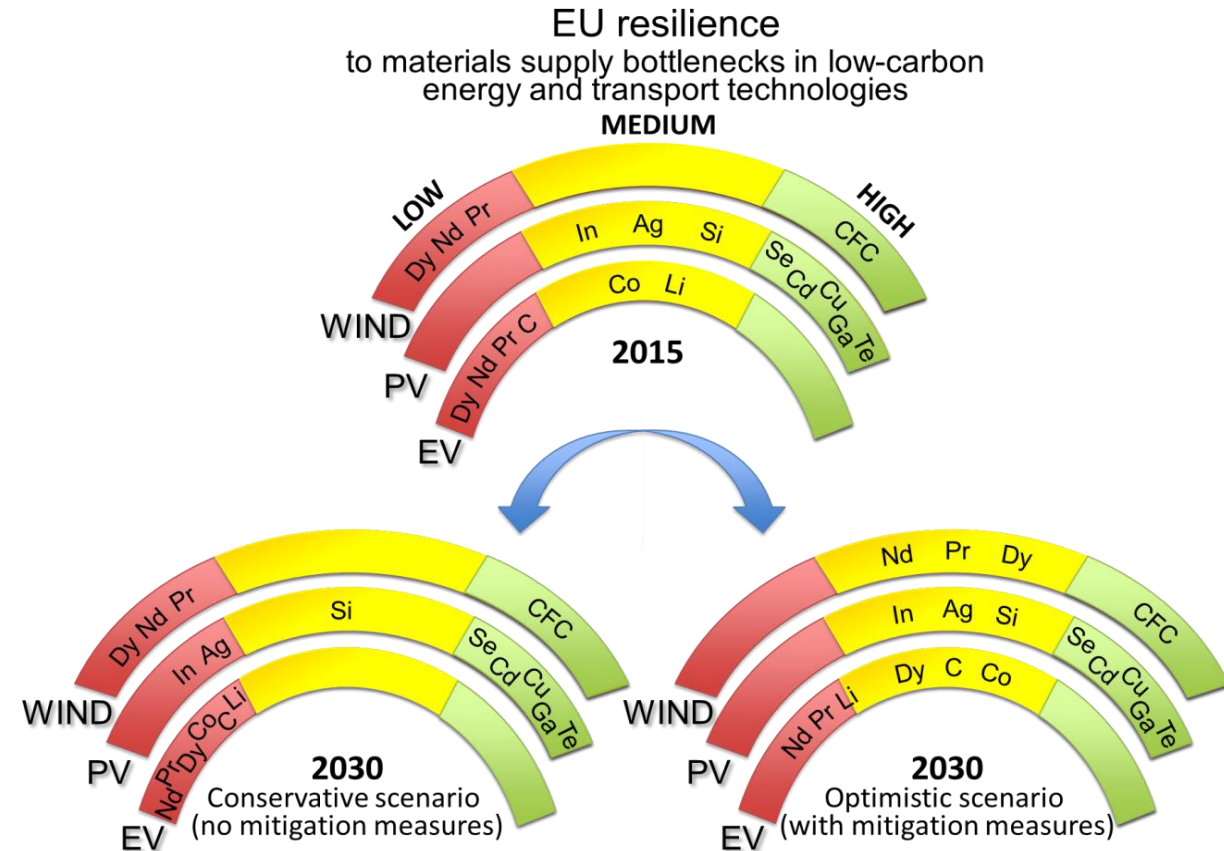 EU resilience
to materials supply bottlenecks in low-carbon
energy and transport technologies
MEDIUM
LOW
HIGH
Dy Nd Pr
CFC
WIND
In Ag Si
Se Cd Cu Ga Te
PV
Dy Nd Pr C
Co Li
EV
2015
Dy Nd Pr
CFC
WIND
In Ag
Si
Se Cd Cu Ga Te
PV
Nd Pr Dy Co C Li
EV
2030
Conservative scenario
(no mitigation measures)
Nd Pr Dy
CFC
WIND
In Ag Si
Se Cd Cu Ga Te
PV
Nd Pr Li
Dy C Co
EV
2030
Optimistic scenario
(with mitigation measures)